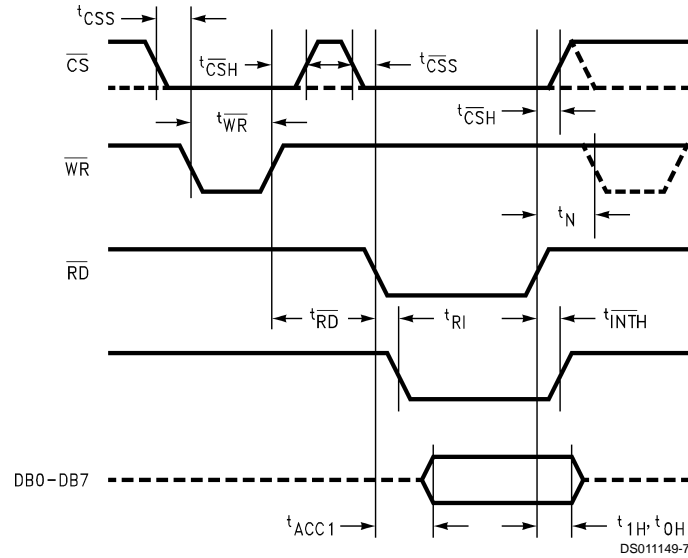 tCSS
CS
tCSH
tCSS
tWR
tCSH
WR
tN
RD
tRD
tRI
tINTH
DB0-DB7
tACC1
t1H, t0H
DS011149-7